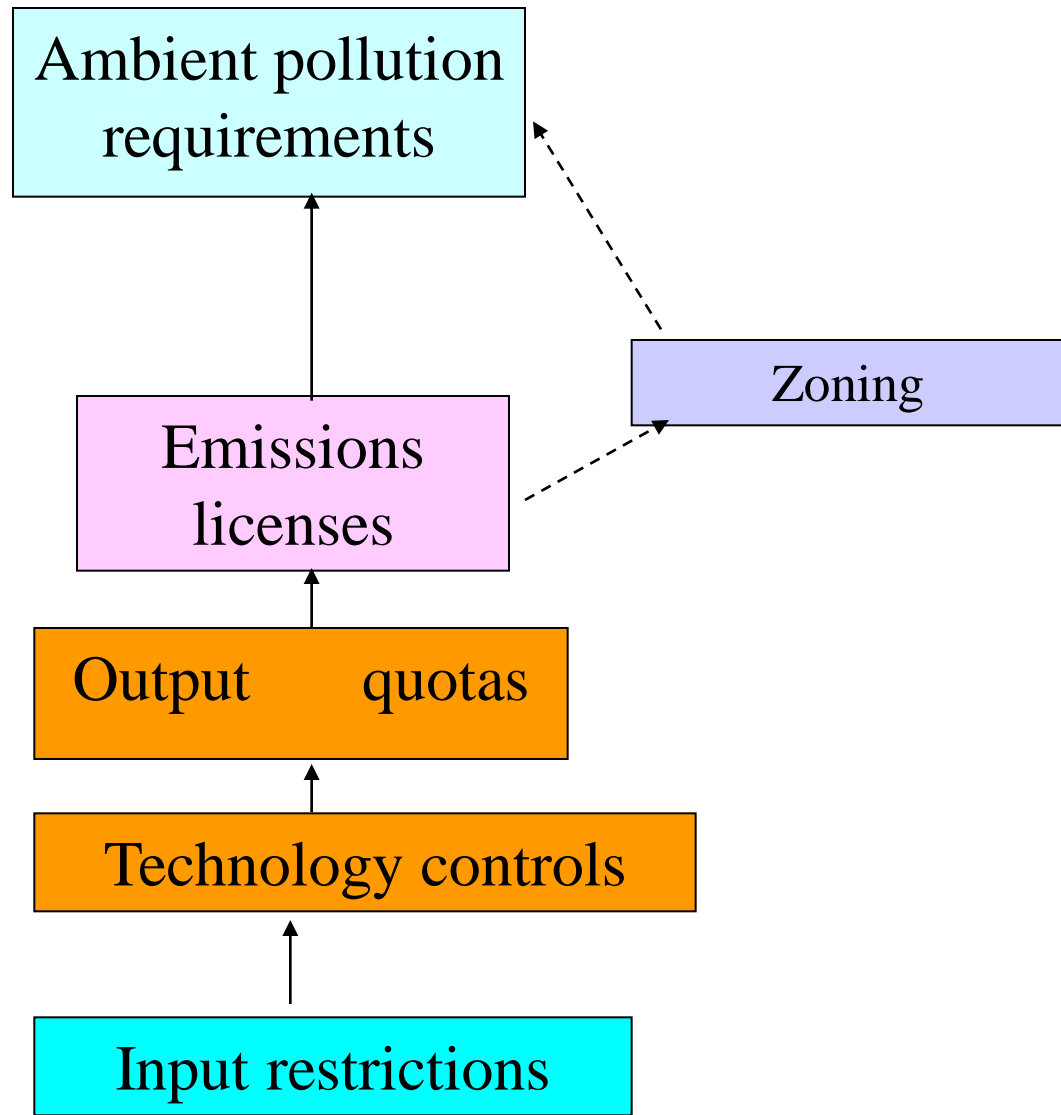 Ambient pollution
requirements
Zoning
Emissions
licenses
Output quotas
Technology controls
Input restrictions